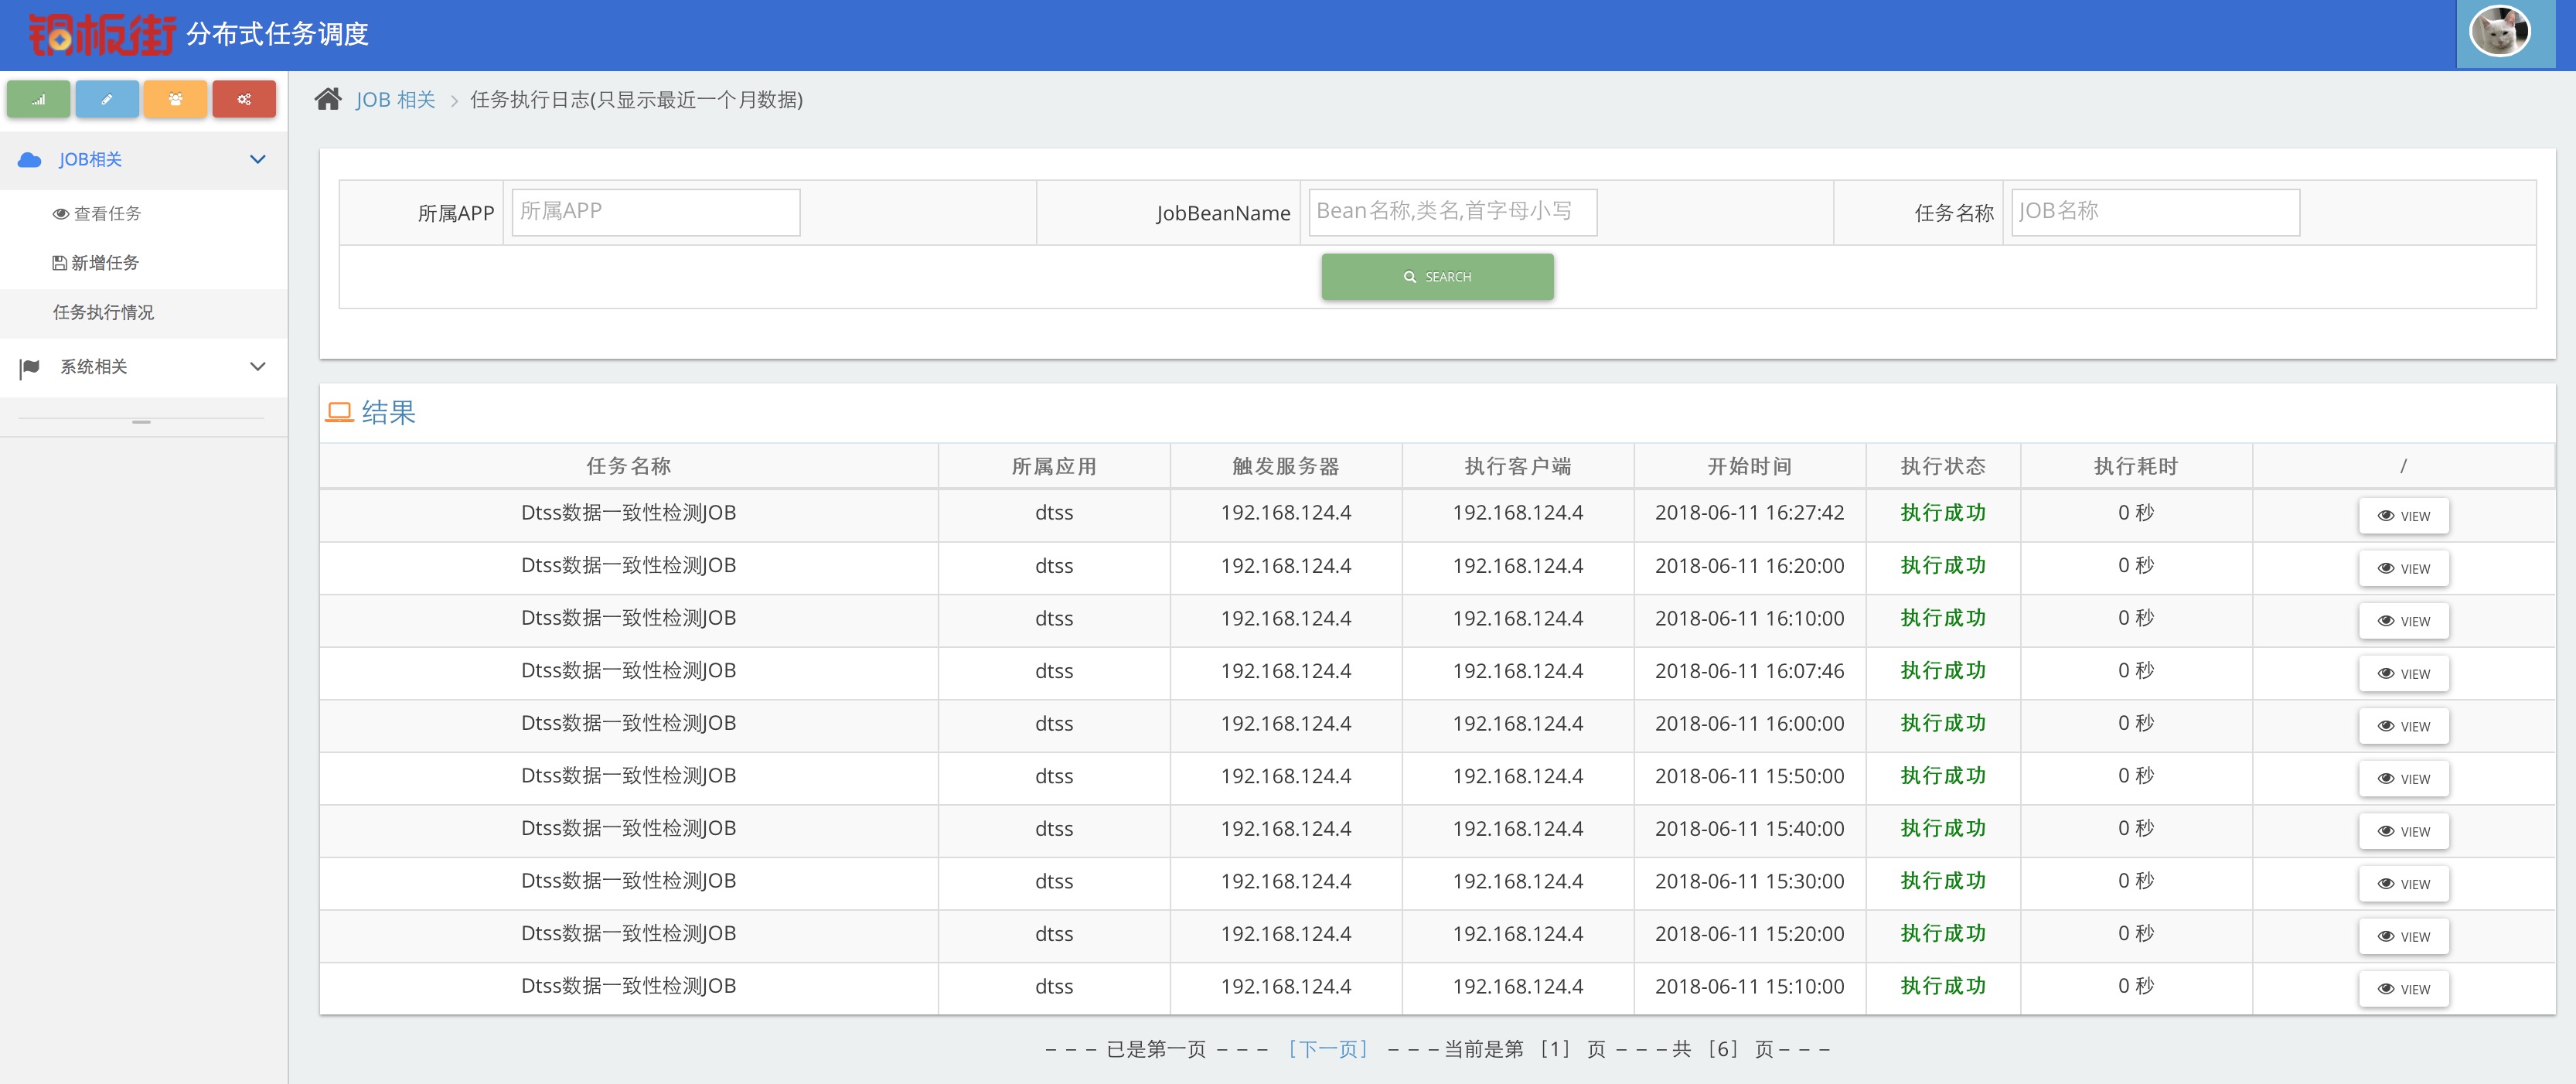 铜板街 分布式任务调度
JOB 相关 > 任务执行日志(只显示最近一个月数据)
JOB相关
查看任务
新增任务
任务执行情况
系统相关
所属APP 所属APP JobBeanName Bean名称,类名,首字母小写 任务名称 JOB名称
SEARCH
结果
任务名称 所属应用 触发服务器 执行客户端 开始时间 执行状态 执行耗时 /
Dtss数据一致性检测JOB dtss 192.168.124.4 192.168.124.4 2018-06-11 16:27:42 执行成功 0 秒 VIEW
Dtss数据一致性检测JOB dtss 192.168.124.4 192.168.124.4 2018-06-11 16:20:00 执行成功 0 秒 VIEW
Dtss数据一致性检测JOB dtss 192.168.124.4 192.168.124.4 2018-06-11 16:10:00 执行成功 0 秒 VIEW
Dtss数据一致性检测JOB dtss 192.168.124.4 192.168.124.4 2018-06-11 16:07:46 执行成功 0 秒 VIEW
Dtss数据一致性检测JOB dtss 192.168.124.4 192.168.124.4 2018-06-11 16:00:00 执行成功 0 秒 VIEW
Dtss数据一致性检测JOB dtss 192.168.124.4 192.168.124.4 2018-06-11 15:50:00 执行成功 0 秒 VIEW
Dtss数据一致性检测JOB dtss 192.168.124.4 192.168.124.4 2018-06-11 15:40:00 执行成功 0 秒 VIEW
Dtss数据一致性检测JOB dtss 192.168.124.4 192.168.124.4 2018-06-11 15:30:00 执行成功 0 秒 VIEW
Dtss数据一致性检测JOB dtss 192.168.124.4 192.168.124.4 2018-06-11 15:20:00 执行成功 0 秒 VIEW
Dtss数据一致性检测JOB dtss 192.168.124.4 192.168.124.4 2018-06-11 15:10:00 执行成功 0 秒 VIEW
– – – 已是第一页 – – – [下一页] – – – 当前是第 [1] 页 – – – 共 [6] 页 – – –